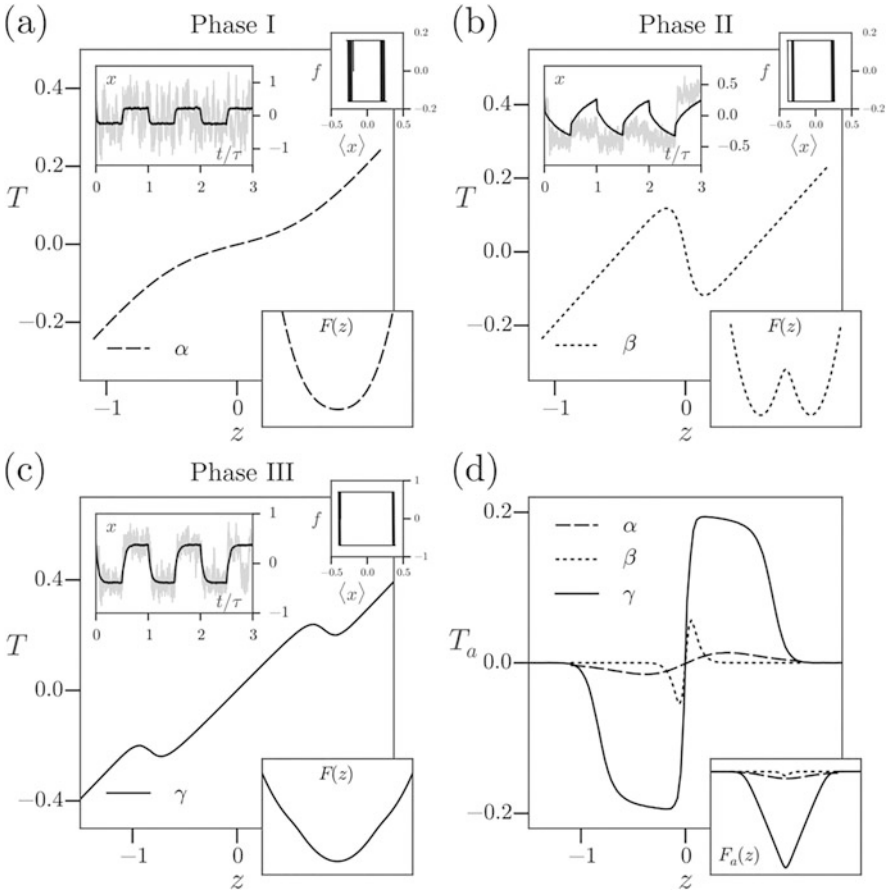 (a)
Phase I
x
1
0
−1
t/τ
0
1
2
3
f
0.2
0.0
−0.2
−0.5
0.0
0.5
⟨x⟩
T
0.4
0.2
0.0
−0.2
α
F(z)
−1
0
z
(b)
Phase II
x
0.5
0.0
−0.5
t/τ
0
1
2
3
f
0.2
0.0
−0.2
−0.5
0.0
0.5
⟨x⟩
T
0.4
0.2
0.0
−0.2
β
F(z)
−1
0
z
(c)
Phase III
x
1
0
−1
t/τ
0
1
2
3
f
1
0
−1
−0.5
0.0
0.5
⟨x⟩
T
0.4
0.0
−0.4
γ
F(z)
−1
0
z
(d)
α
β
γ
T_a
0.2
0.0
−0.2
F_a(z)
−1
0
z